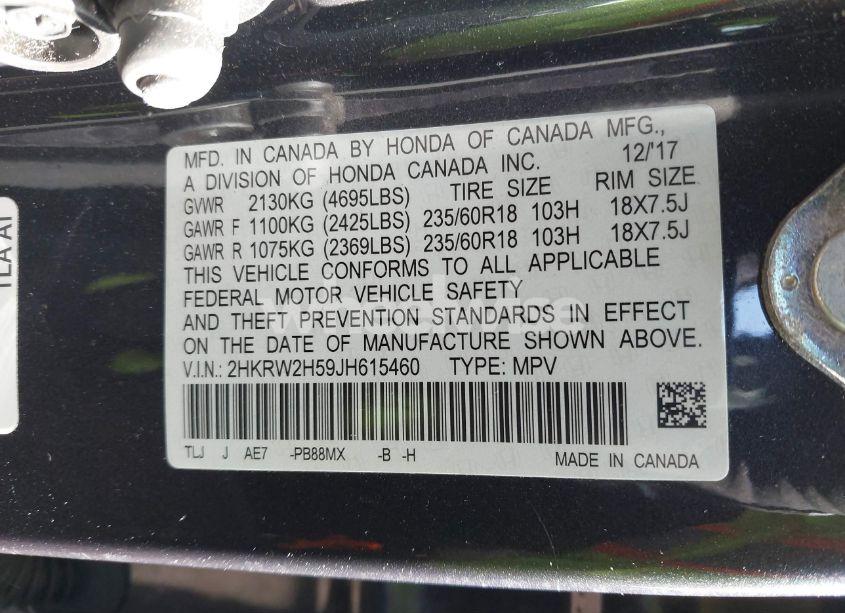 MFD. IN CANADA BY HONDA OF CANADA MFG.,
A DIVISION OF HONDA CANADA INC. 12/'17
GVWR 2130KG (4695LBS) TIRE SIZE RIM SIZE
GAWR F 1100KG (2425LBS) 235/60R18 103H 18X7.5J
GAWR R 1075KG (2369LBS) 235/60R18 103H 18X7.5J
THIS VEHICLE CONFORMS TO ALL APPLICABLE
FEDERAL MOTOR VEHICLE SAFETY
AND THEFT PREVENTION STANDARDS IN EFFECT
ON THE DATE OF MANUFACTURE SHOWN ABOVE.
V.I.N.: 2HKRW2H59JH615460 TYPE: MPV
TLJ J AE7 -PB88MX -B -H
MADE IN CANADA